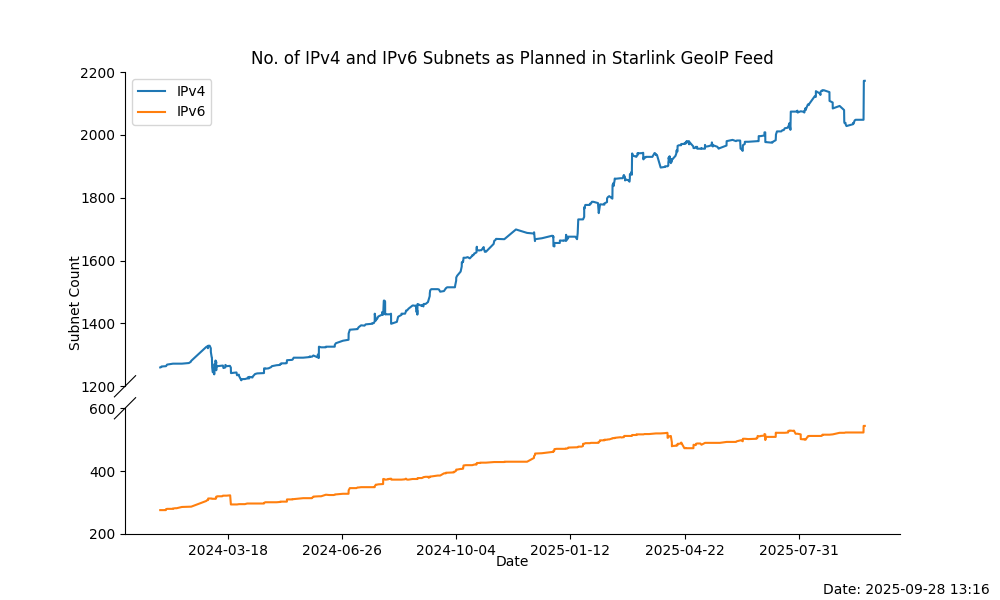 No. of IPv4 and IPv6 Subnets as Planned in Starlink GeoIP Feed
IPv4
IPv6
Subnet Count
2200
2000
1800
1600
1400
1200
600
400
200
2024-03-18 2024-06-26 2024-10-04 2025-01-12 2025-04-22 2025-07-31
Date
Date: 2025-09-28 13:16